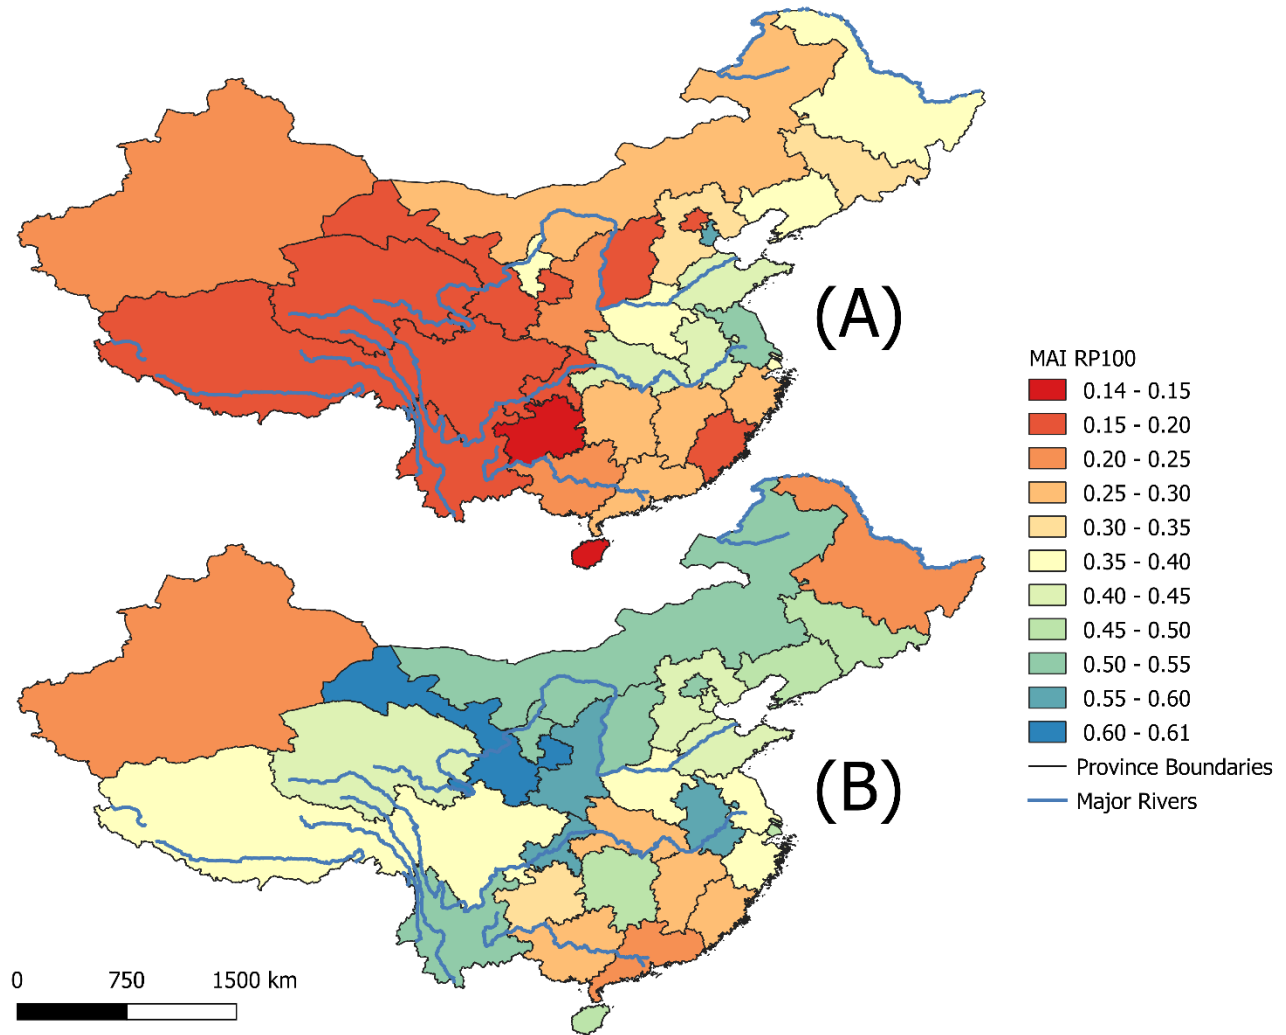 (A)
MAI RP100
0.14 - 0.15
0.15 - 0.20
0.20 - 0.25
0.25 - 0.30
0.30 - 0.35
0.35 - 0.40
0.40 - 0.45
0.45 - 0.50
0.50 - 0.55
0.55 - 0.60
0.60 - 0.61
Province Boundaries
Major Rivers
(B)
0 750 1500 km